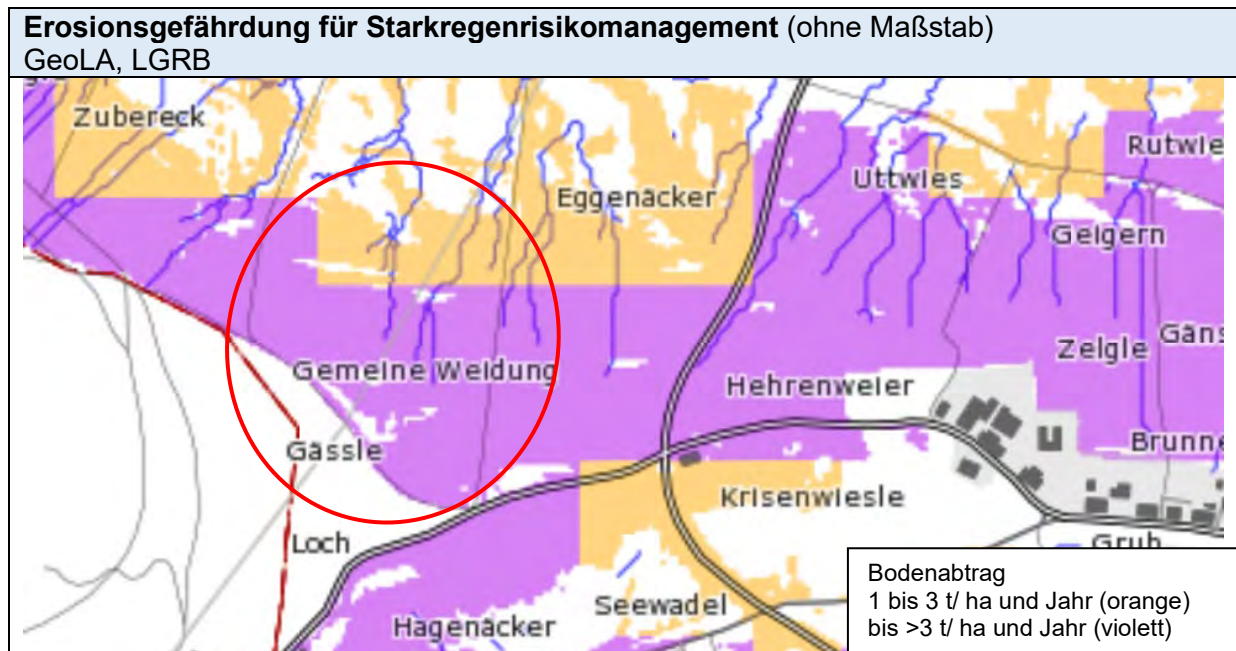 Erosionsgefährdung für Starkregenrisikomanagement (ohne Maßstab)
GeoLA, LGRB
Zubereck
Rutwie
Uttwies
Eggenäcker
Geigern
Zelgle
Gäns
Gemeine Weidung
Hehrenweier
Gässle
Brunne
Krisenwiesle
Loch
Gruh
Seewadel
Hagenäcker
Bodenabtrag
1 bis 3 t/ ha und Jahr (orange)
bis >3 t/ ha und Jahr (violett)